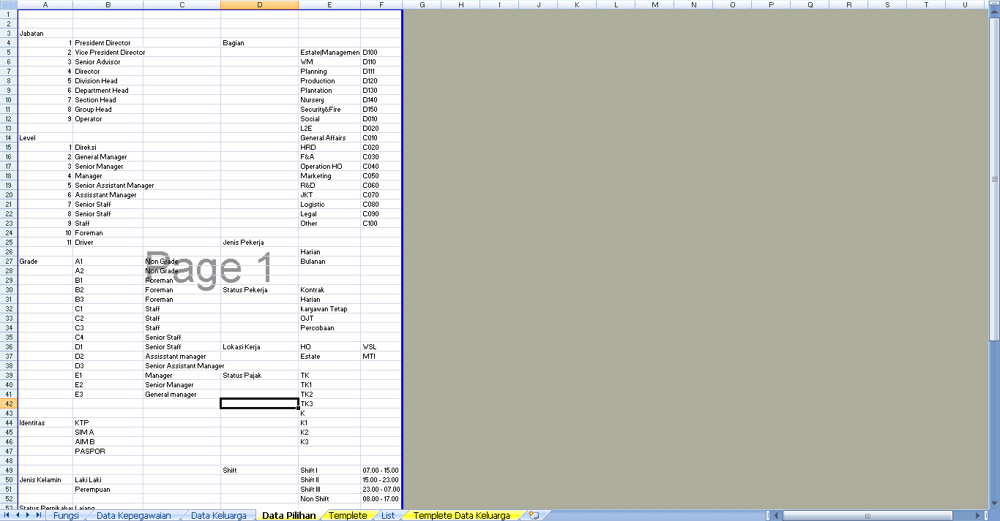 A B C D E F G H I J K L M N O P Q R S T U
1
2
3 Jabatan
4 1 President Director Bagian
5 2 Vice President Director Estate|Managemen D100
6 3 Senior Advisor WM D110
7 4 Director Planning D111
8 5 Division Head Production D120
9 6 Department Head Plantation D130
10 7 Section Head Nursery D140
11 8 Group Head Security&Fire D150
12 9 Operator Social D010
13 L2E D020
14 Level General Affairs C010
15 1 Direksi HRD C020
16 2 General Manager F&A C030
17 3 Senior Manager Operation HO C040
18 4 Manager Marketing C050
19 5 Senior Assistant Manager R&D C060
20 6 Assisstant Manager JKT C070
21 7 Senior Staff Logistic C080
22 8 Senior Staff Legal C090
23 9 Staff Other C100
24 10 Foreman
25 11 Driver Jenis Pekerja
26 Harian
27 Grade A1 Non Grade Bulanan
Page 1
28 A2 Non Grade
29 B1 Foreman
30 B2 Foreman Status Pekerja Kontrak
31 B3 Foreman Harian
32 C1 Staff karyawan Tetap
33 C2 Staff OJT
34 C3 Staff Percobaan
35 C4 Senior Staff
36 D1 Senior Staff Lokasi Kerja HO WSL
37 D2 Assisstant manager Estate MTI
38 D3 Senior Assistant Manager
39 E1 Manager Status Pajak TK
40 E2 Senior Manager TK1
41 E3 General manager TK2
42 TK3
43 K
44 Identitas KTP K1
45 SIM A K2
46 AIM B K3
47 PASPOR
48
49 Shift Shift I 07.00 - 15.00
50 Jenis Kelamin Laki Laki Shift II 15.00 - 23.00
51 Perempuan Shift III 23.00 - 07.00
52 Non Shift 08.00 - 17.00
53 Status Pernikahan Lajang
Fungsi Data Kepegawaian Data Keluarga Data Pilihan Templete List Templete Data Keluarga